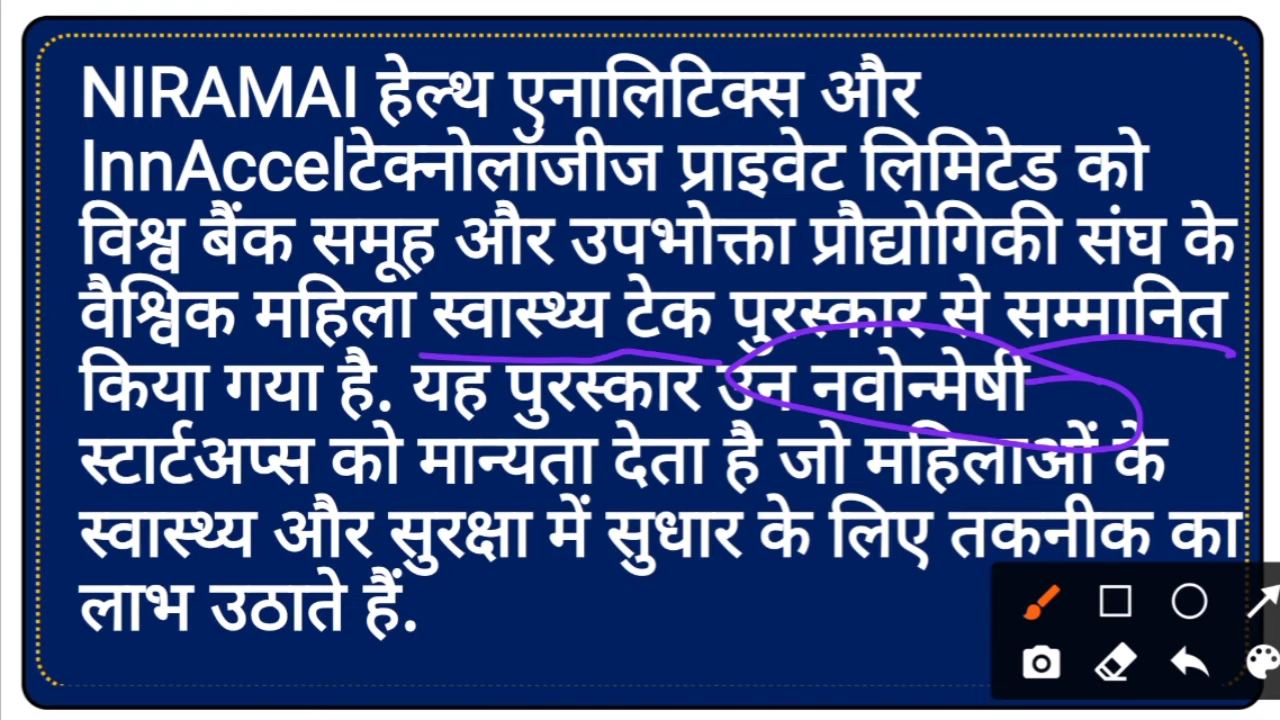 NIRAMAI हेल्थ एनालिटिक्स और
InnAccelटेक्नोलॉजीज प्राइवेट लिमिटेड को
विश्व बैंक समूह और उपभोक्ता प्रौद्योगिकी संघ के
वैश्विक महिला स्वास्थ्य टेक पुरस्कार से सम्मानित
किया गया है. यह पुरस्कार उन नवोन्मेषी
स्टार्टअप्स को मान्यता देता है जो महिलाओं के
स्वास्थ्य और सुरक्षा में सुधार के लिए तकनीक का
लाभ उठाते हैं.